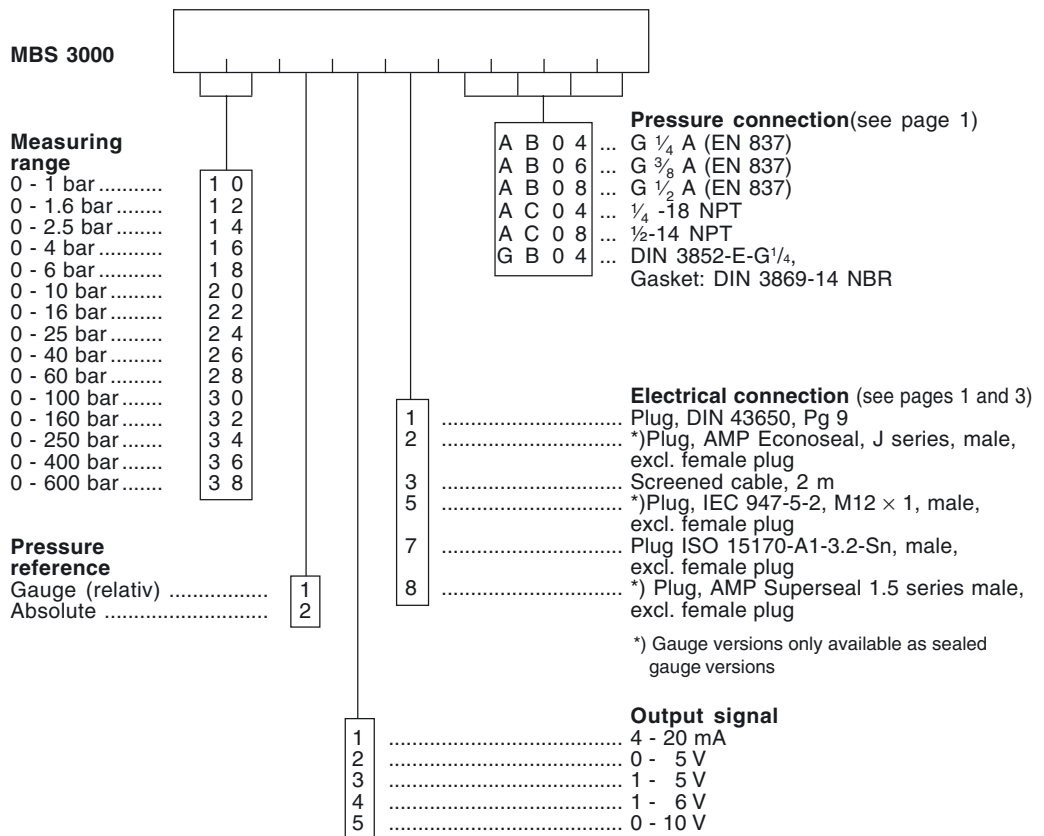 MBS 3000
Pressure connection(see page 1)
A B 0 4 ... G 1/4 A (EN 837)
A B 0 6 ... G 3/8 A (EN 837)
A B 0 8 ... G 1/2 A (EN 837)
A C 0 4 ... 1/4 -18 NPT
A C 0 8 ... ½-14 NPT
G B 0 4 ... DIN 3852-E-G1/4,
Gasket: DIN 3869-14 NBR
Measuring
range
0 - 1 bar ........... 1 0
0 - 1.6 bar ........ 1 2
0 - 2.5 bar ........ 1 4
0 - 4 bar ........... 1 6
0 - 6 bar ........... 1 8
0 - 10 bar ......... 2 0
0 - 16 bar ......... 2 2
0 - 25 bar ......... 2 4
0 - 40 bar ......... 2 6
0 - 60 bar ......... 2 8
0 - 100 bar ....... 3 0
0 - 160 bar ....... 3 2
0 - 250 bar ....... 3 4
0 - 400 bar ....... 3 6
0 - 600 bar ....... 3 8
Electrical connection (see pages 1 and 3)
1 ............................... Plug, DIN 43650, Pg 9
2 ............................... *)Plug, AMP Econoseal, J series, male,
excl. female plug
3 ............................... Screened cable, 2 m
5 ............................... *)Plug, IEC 947-5-2, M12 × 1, male,
excl. female plug
7 ............................... Plug ISO 15170-A1-3.2-Sn, male,
excl. female plug
8 ............................... *) Plug, AMP Superseal 1.5 series male,
excl. female plug
*) Gauge versions only available as sealed
gauge versions
Pressure
reference
Gauge (relativ) ................. 1
Absolute ............................ 2
Output signal
1 ........................................ 4 - 20 mA
2 ........................................ 0 - 5 V
3 ........................................ 1 - 5 V
4 ........................................ 1 - 6 V
5 ........................................ 0 - 10 V